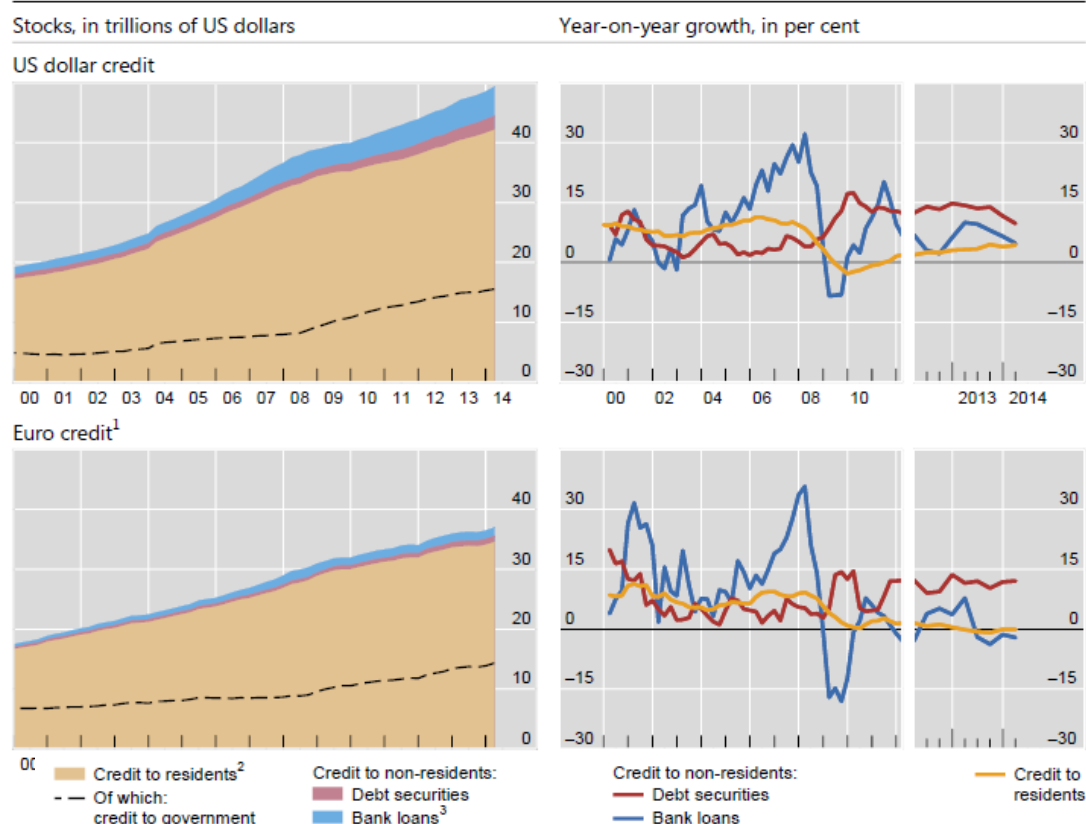 Stocks, in trillions of US dollars
Year-on-year growth, in per cent
US dollar credit
40
30
20
10
0
00 01 02 03 04 05 06 07 08 09 10 11 12 13 14
30
15
0
–15
–30
00 02 04 06 08 10
30
15
0
–15
–30
2013 2014
Euro credit1
40
30
20
10
0
30
15
0
–15
–30
30
15
0
–15
–30
Credit to residents2
Of which:
credit to government
Credit to non-residents:
Debt securities
Bank loans3
Credit to non-residents:
Debt securities
Bank loans
Credit to
residents